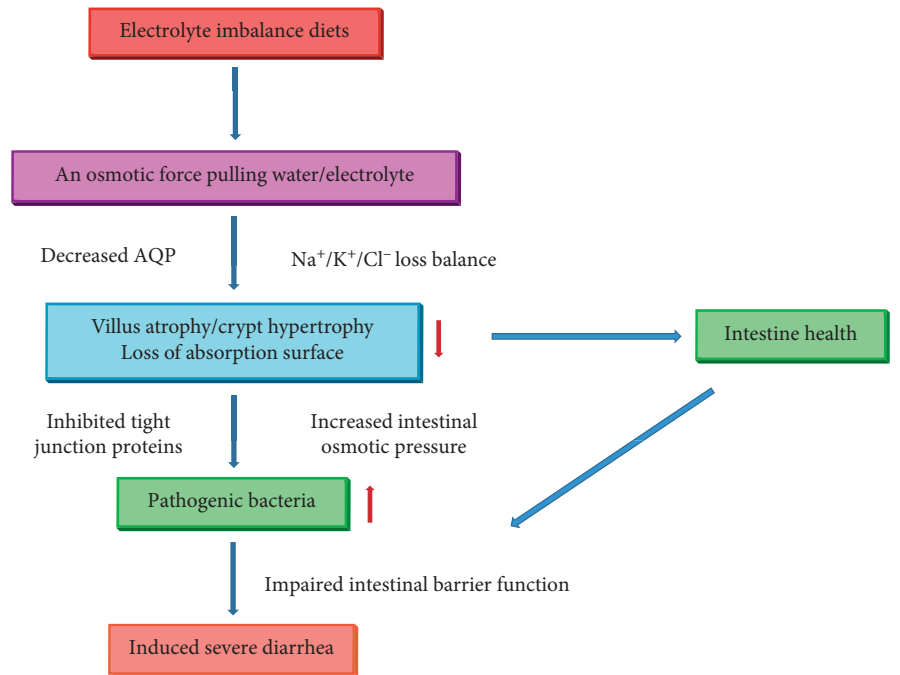 Electrolyte imbalance diets
An osmotic force pulling water/electrolyte
Decreased AQP
Na⁺/K⁺/Cl⁻ loss balance
Villus atrophy/crypt hypertrophy
Loss of absorption surface
Intestine health
Inhibited tight
junction proteins
Increased intestinal
osmotic pressure
Pathogenic bacteria
Impaired intestinal barrier function
Induced severe diarrhea